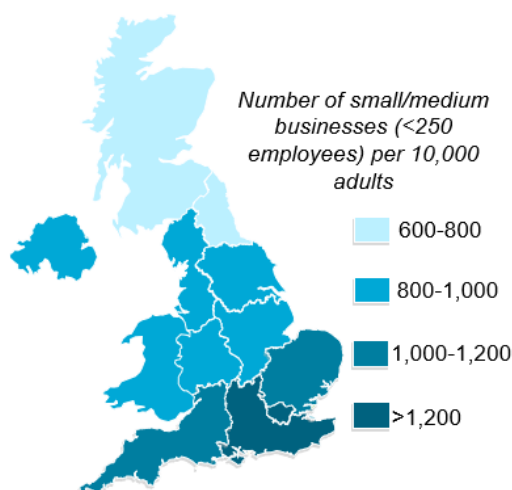 Number of small/medium
businesses (<250
employees) per 10,000
adults
600-800
800-1,000
1,000-1,200
>1,200